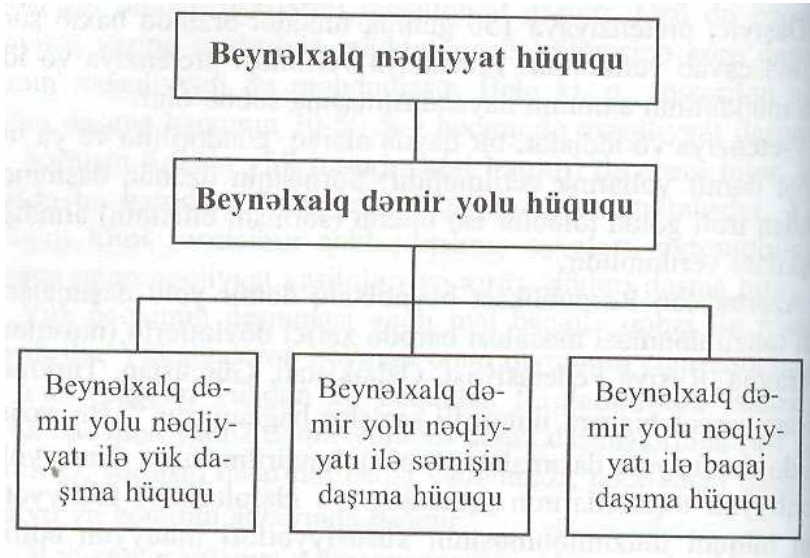 Beynəlxalq nəqliyyat hüququ
Beynəlxalq dəmir yolu hüququ
Beynəlxalq də-
mir yolu nəqliy-
yatı ilə yük da-
şıma hüququ
Beynəlxalq də-
mir yolu nəqliy-
yatı ilə sərnişin
daşıma hüququ
Beynəlxalq də-
mir yolu nəqliy-
yatı ilə baqaj
daşıma hüququ